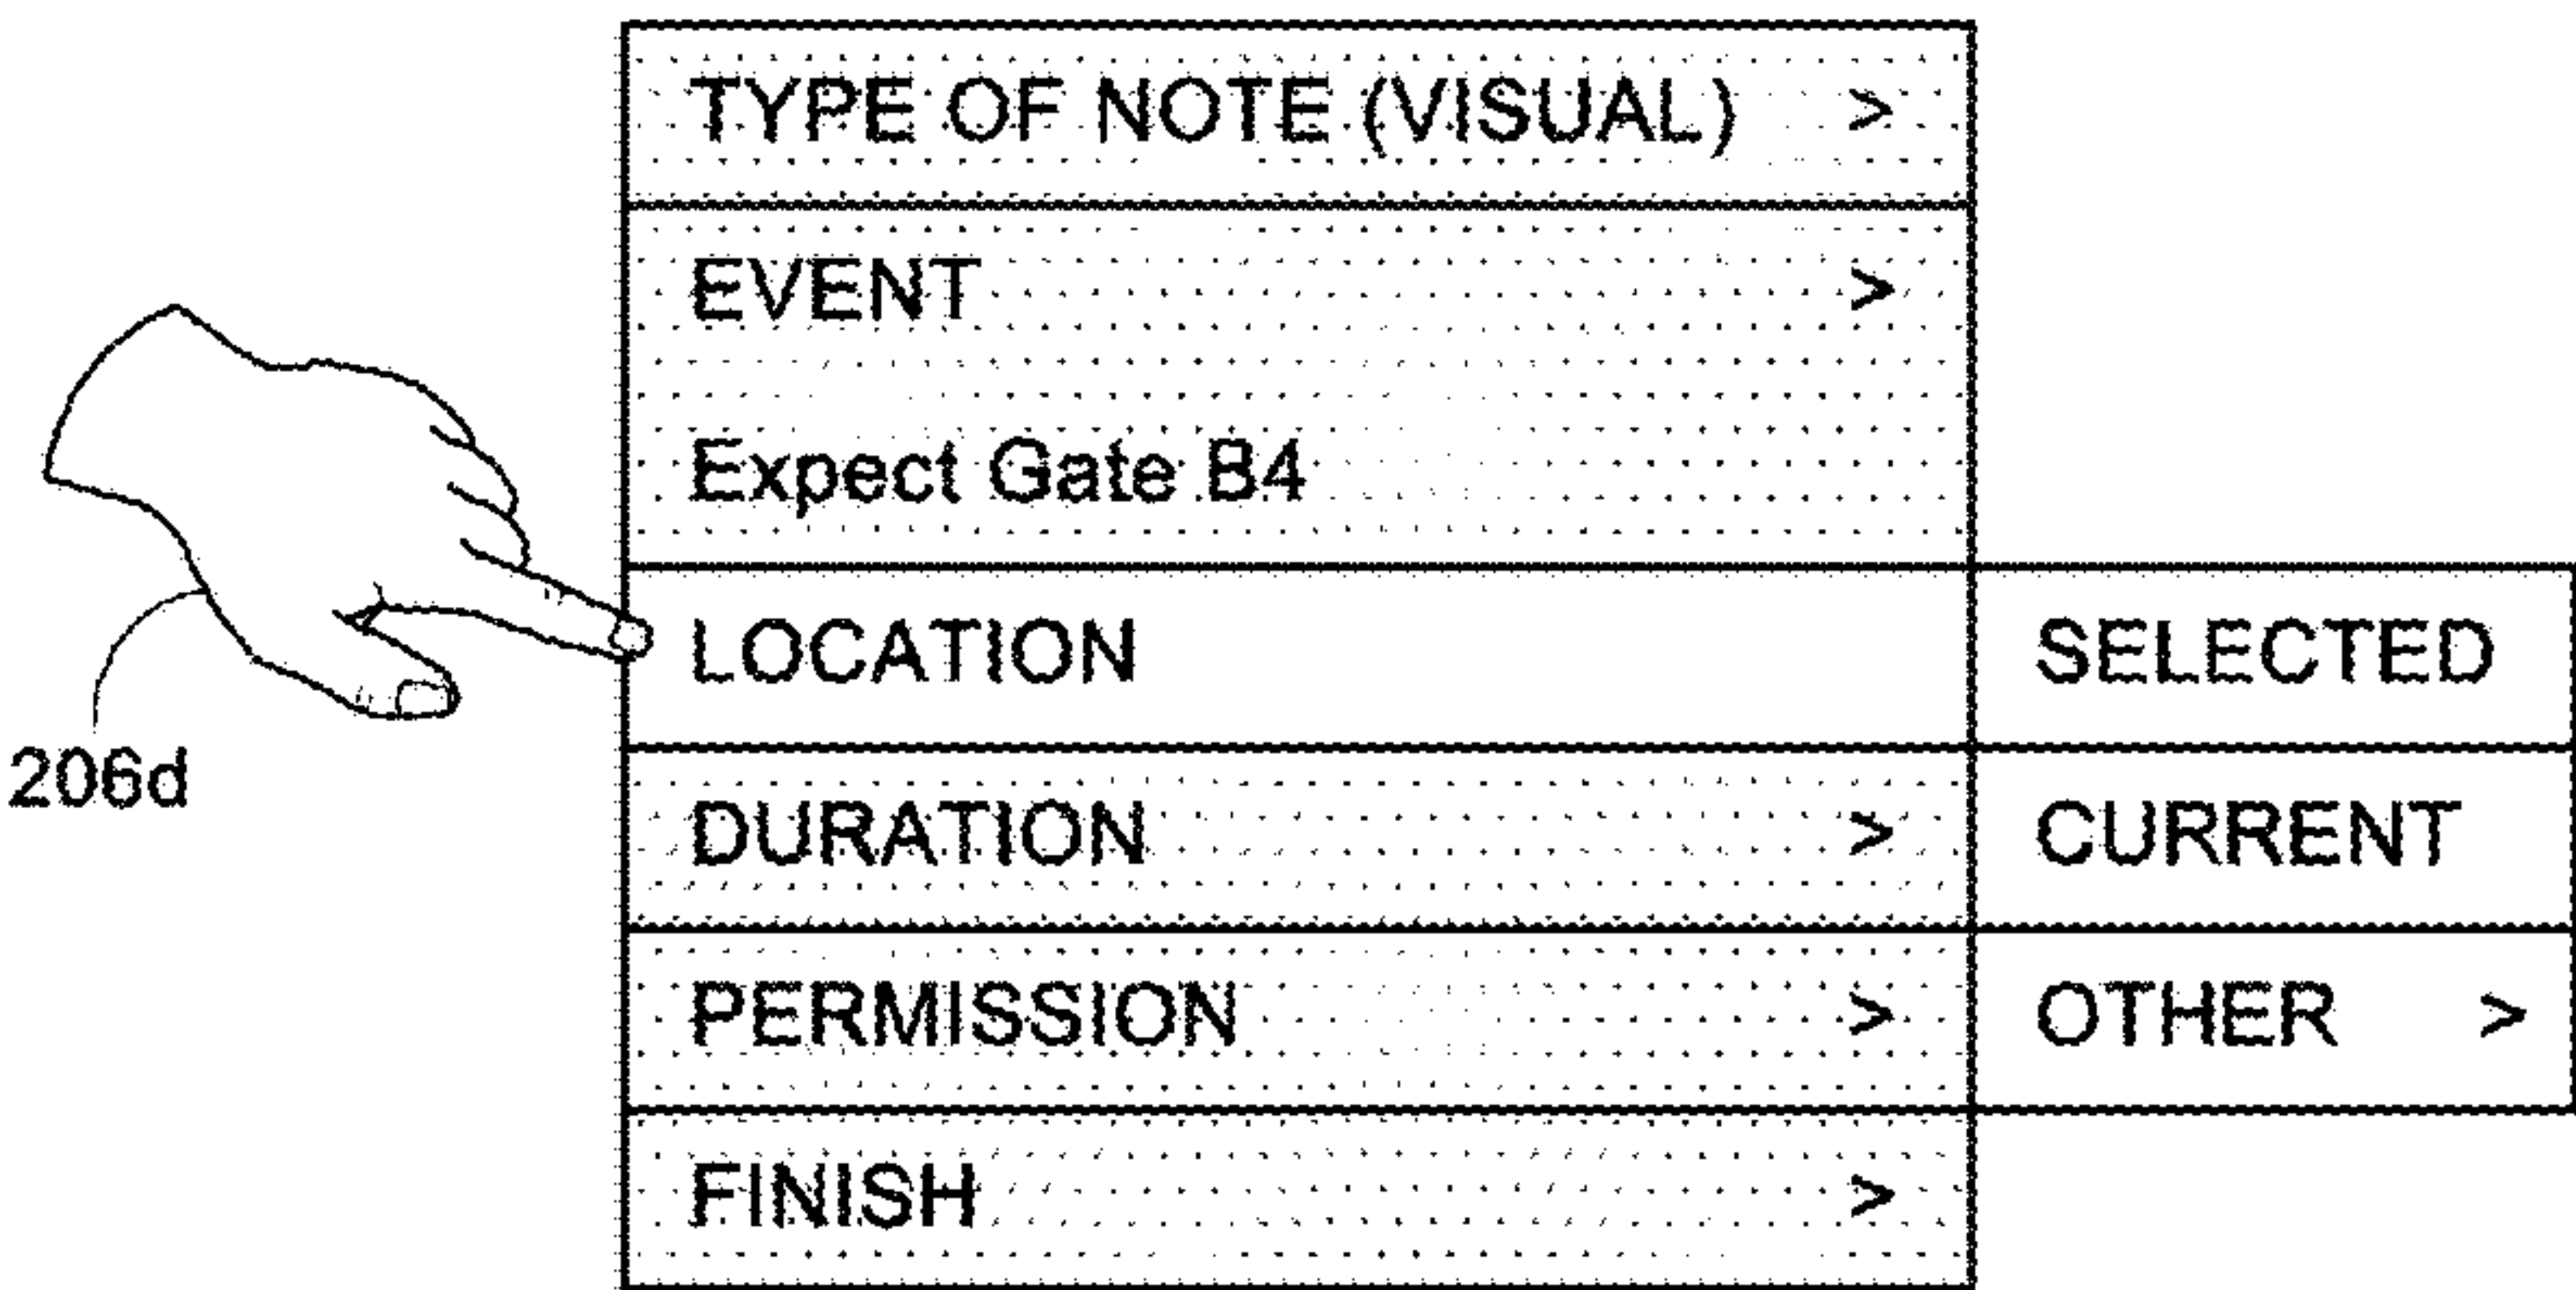 TYPE OF NOTE (VISUAL) >
EVENT >
Expect Gate B4
LOCATION
SELECTED
DURATION >
CURRENT
PERMISSION >
OTHER >
FINISH >
206d